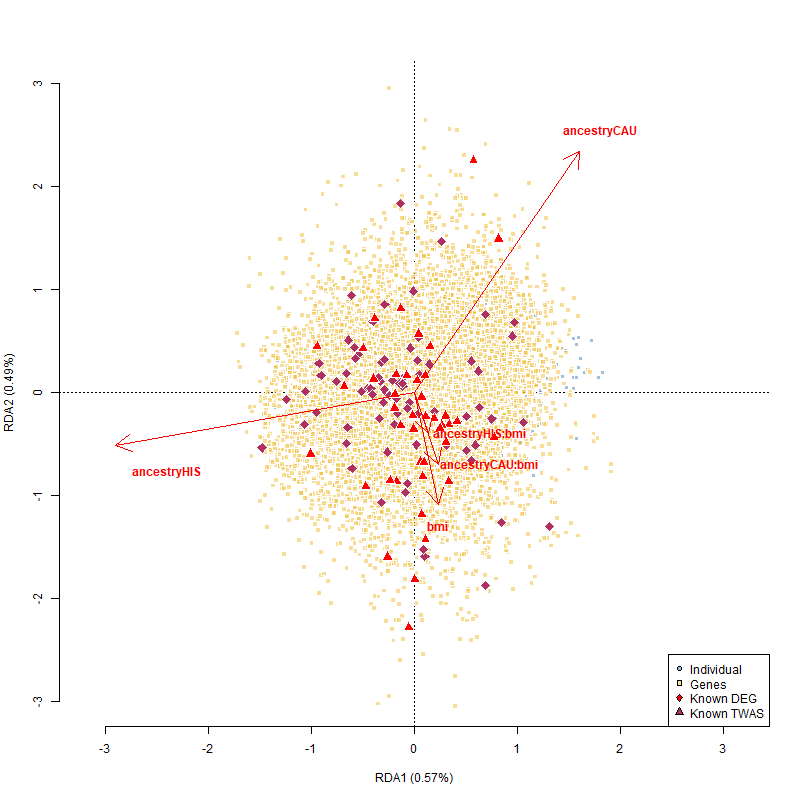 3
ancestryCAU
2
1
RDA2 (0.49%)
0
ancestryHIS:bmi
ancestryCAU:bmi
ancestryHIS
-1
bmi
-2
Individual
Genes
Known DEG
Known TWAS
-3
-3 -2 -1 0 1 2 3
RDA1 (0.57%)